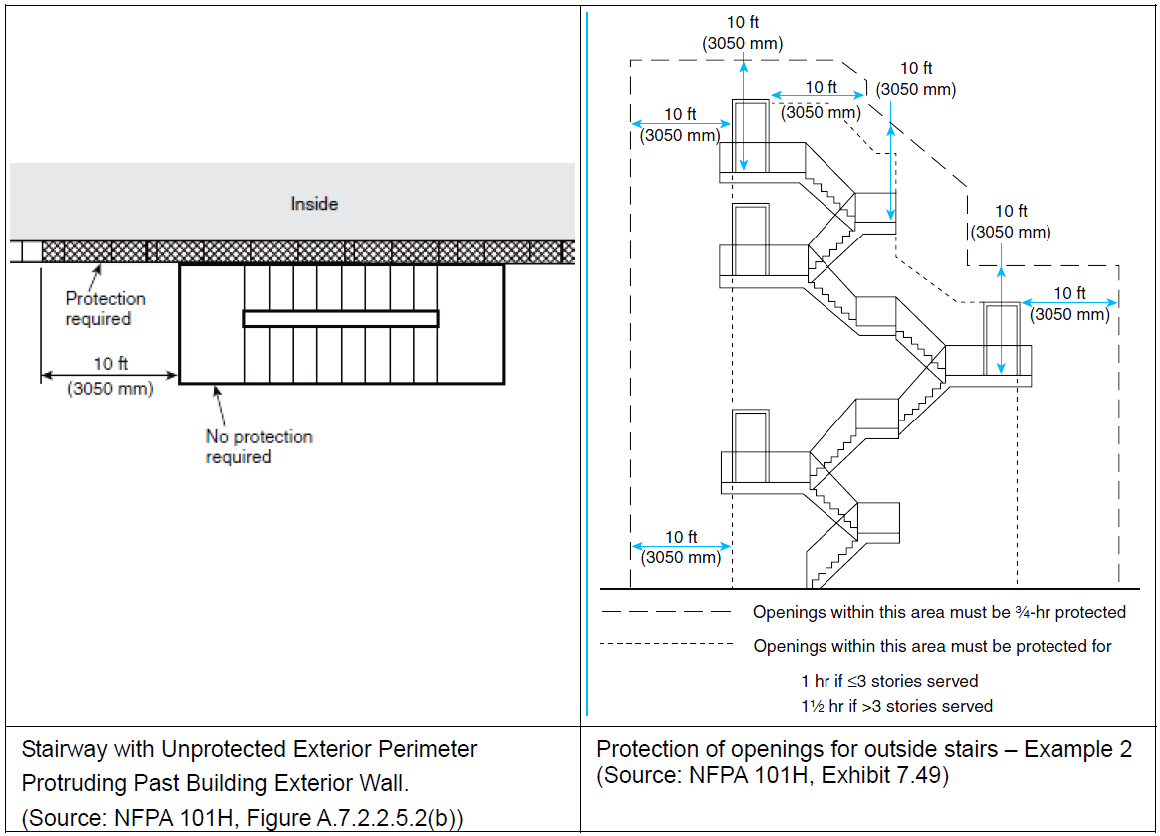 Inside
Protection
required
10 ft
(3050 mm)
No protection
required
Stairway with Unprotected Exterior Perimeter
Protruding Past Building Exterior Wall.
(Source: NFPA 101H, Figure A.7.2.2.5.2(b))
10 ft
(3050 mm)
10 ft
(3050 mm)
10 ft
(3050 mm)
10 ft
(3050 mm)
10 ft
(3050 mm)
10 ft
(3050 mm)
10 ft
(3050 mm)
Openings within this area must be ¾-hr protected
Openings within this area must be protected for
1 hr if ≤3 stories served
1½ hr if >3 stories served
Protection of openings for outside stairs – Example 2
(Source: NFPA 101H, Exhibit 7.49)